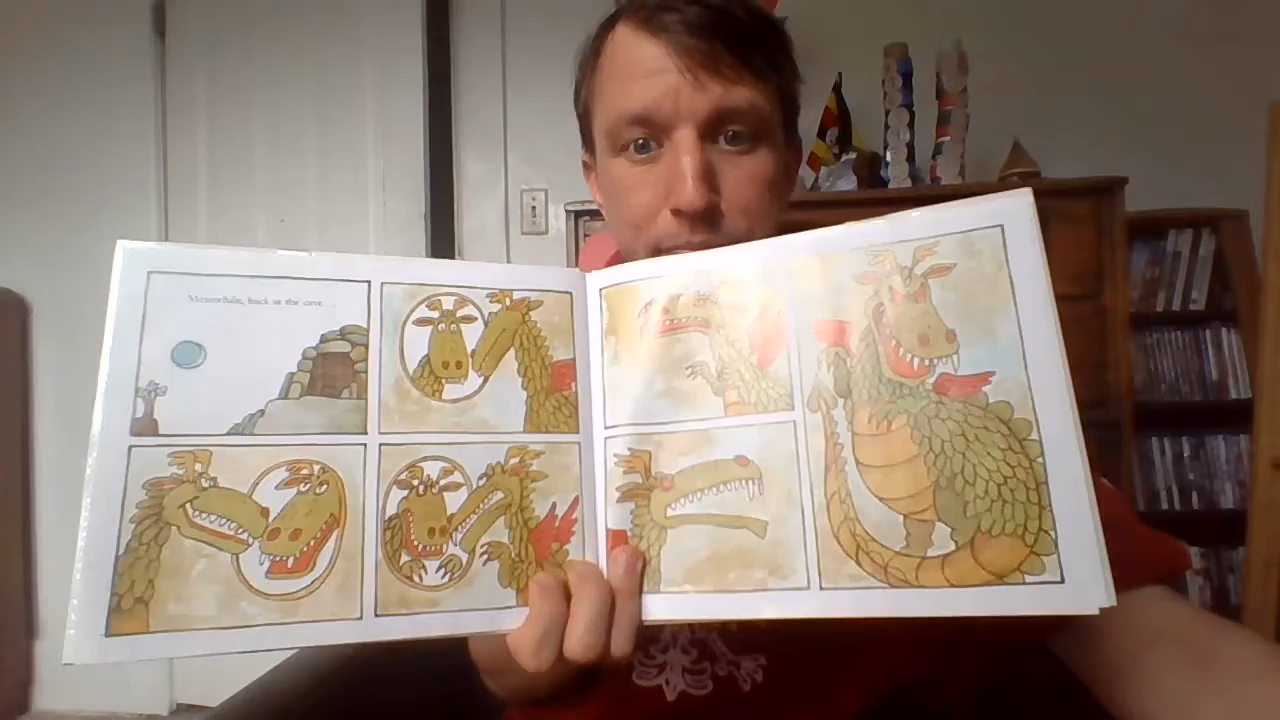 Meanwhile, back at the cave . . .